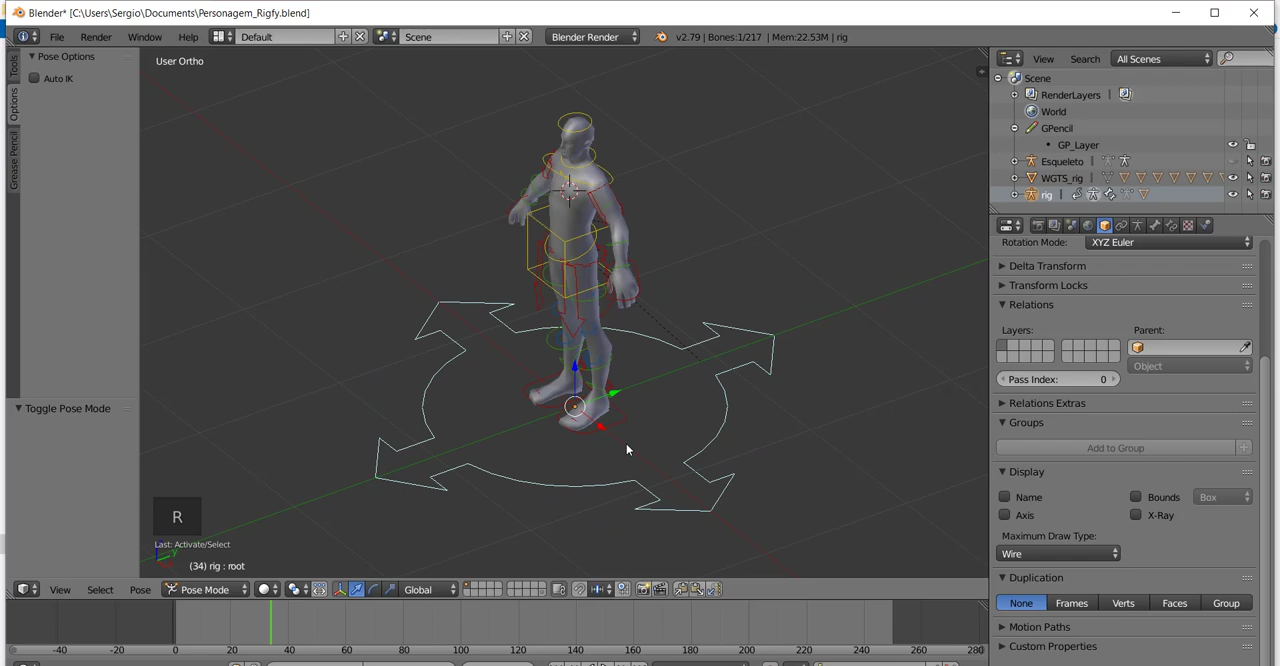 Blender* [C:\Users\Sergio\Documents\Personagem_Rigfy.blend]
File Render Window Help Default Scene Blender Render v2.79 | Bones:1/217 | Mem:22.53M | rig
Pose Options
Auto IK
Tools
Options
Grease Pencil
Toggle Pose Mode
User Ortho
R
Last: Activate/Select
(34) rig : root
View Select Pose Pose Mode Global
-40 -20 0 20 40 60 80 100 120 140 160 180 200 220 240 260 280
View Search All Scenes
Scene
RenderLayers
World
GPencil
GP_Layer
Esqueleto
WGTS_rig
rig
Rotation Mode: XYZ Euler
Delta Transform
Transform Locks
Relations
Layers: Parent:
Object
Pass Index: 0
Relations Extras
Groups
Add to Group
Display
Name Bounds Box
Axis X-Ray
Maximum Draw Type:
Wire
Duplication
None Frames Verts Faces Group
Motion Paths
Custom Properties